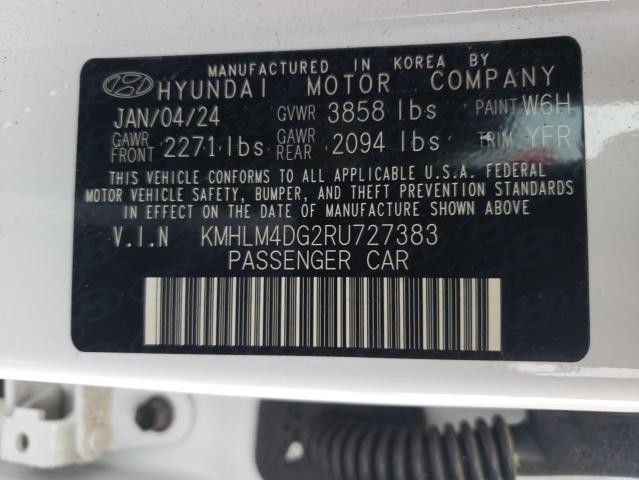 MANUFACTURED IN KOREA BY
HYUNDAI MOTOR COMPANY
JAN/04/24 GVWR 3858 lbs PAINT W6H
GAWR FRONT 2271 lbs GAWR REAR 2094 lbs TRIM YFR
THIS VEHICLE CONFORMS TO ALL APPLICABLE U.S.A. FEDERAL
MOTOR VEHICLE SAFETY, BUMPER, AND THEFT PREVENTION STANDARDS
IN EFFECT ON THE DATE OF MANUFACTURE SHOWN ABOVE
V.I.N KMHLM4DG2RU727383
PASSENGER CAR